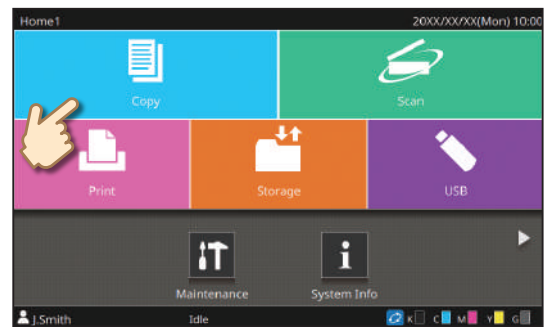 Home1 20XX/XX/XX(Mon) 10:00
Copy Scan
Print Storage USB
Maintenance System Info
J.Smith Idle K C M Y G